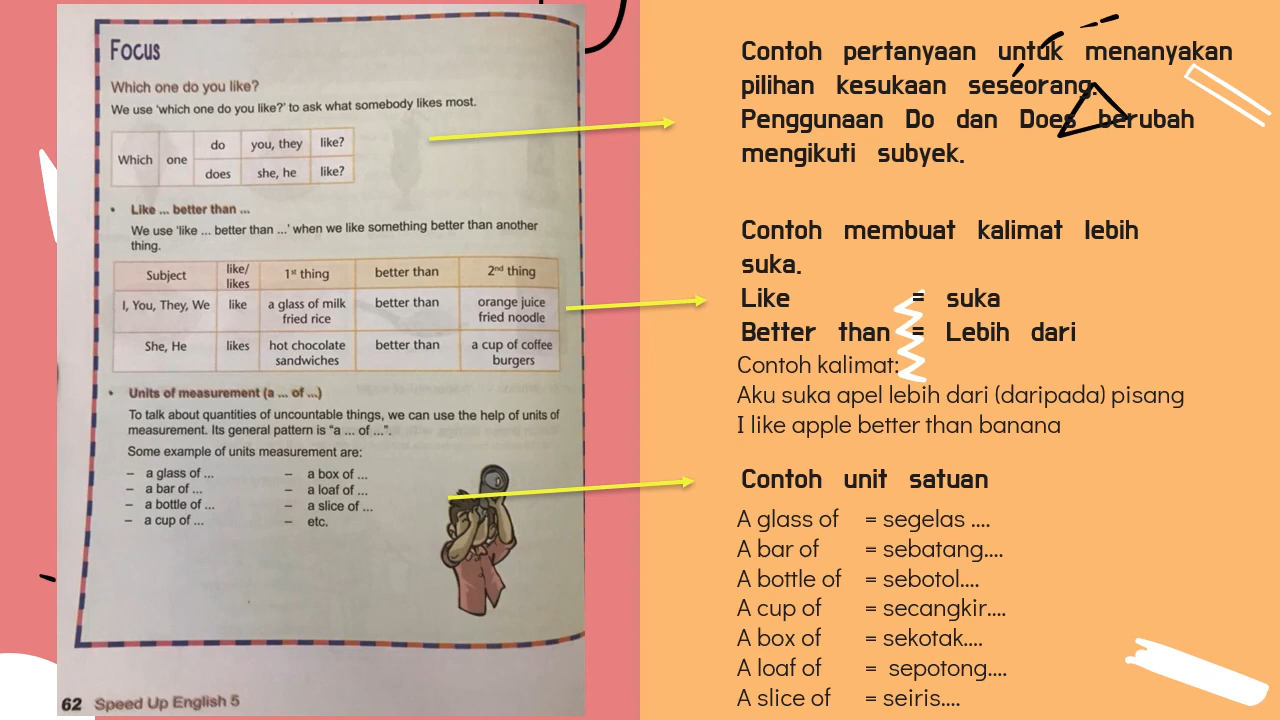 Focus
Which one do you like?
We use 'which one do you like?' to ask what somebody likes most.
Which one do you, they like?
does she, he like?
• Like ... better than ...
We use 'like ... better than ...' when we like something better than another
thing.
Subject like/ likes 1st thing better than 2nd thing
I, You, They, We like a glass of milk better than orange juice
fried rice fried noodle
She, He likes hot chocolate better than a cup of coffee
sandwiches burgers
• Units of measurement (a ... of ...)
To talk about quantities of uncountable things, we can use the help of units of
measurement. Its general pattern is "a ... of ...".
Some example of units measurement are:
– a glass of ... – a box of ...
– a bar of ... – a loaf of ...
– a bottle of ... – a slice of ...
– a cup of ... – etc.
62 Speed Up English 5
Contoh pertanyaan untuk menanyakan
pilihan kesukaan seseorang.
Penggunaan Do dan Does berubah
mengikuti subyek.
Contoh membuat kalimat lebih
suka.
Like = suka
Better than = Lebih dari
Contoh kalimat:
Aku suka apel lebih dari (daripada) pisang
I like apple better than banana
Contoh unit satuan
A glass of = segelas ....
A bar of = sebatang....
A bottle of = sebotol....
A cup of = secangkir....
A box of = sekotak....
A loaf of = sepotong....
A slice of = seiris....